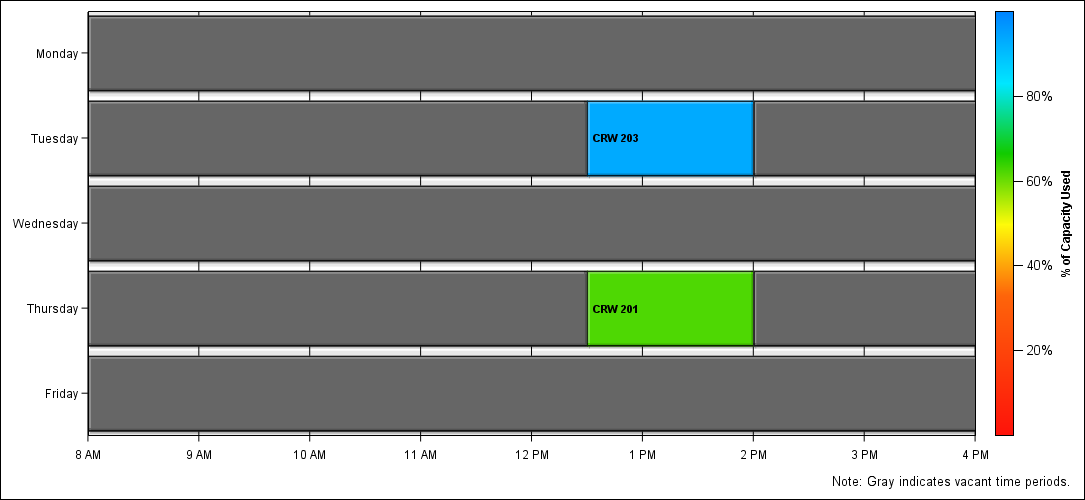 Monday
Tuesday
CRW 203
Wednesday
Thursday
CRW 201
Friday
8 AM 9 AM 10 AM 11 AM 12 PM 1 PM 2 PM 3 PM 4 PM
80%
60%
40%
20%
% of Capacity Used
Note: Gray indicates vacant time periods.